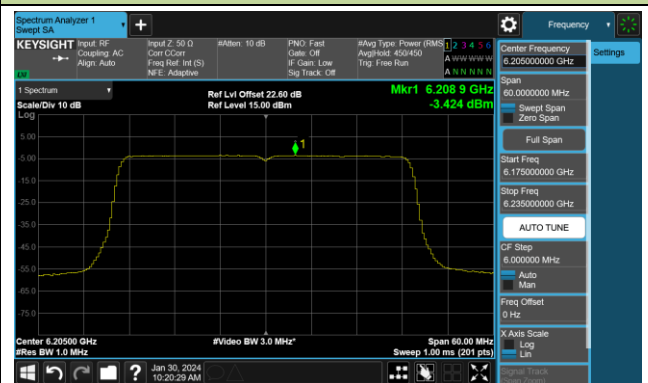 Spectrum Analyzer 1
Swept SA
Frequency
KEYSIGHT
Input: RF
Coupling: AC
Align: Auto
Input Z: 50 Ω
Corr CCorr
Freq Ref: Int (S)
NFE: Adaptive
#Atten: 10 dB
PNO: Fast
Gate: Off
IF Gain: Low
Sig Track: Off
#Avg Type: Power (RMS
Avg|Hold: 450/450
Trig: Free Run
1 2 3 4 5 6
A WW WW W
A N N N N N
LXI
Center Frequency
6.205000000 GHz
Settings
Span
60.0000000 MHz
Swept Span
Zero Span
Full Span
Start Freq
6.175000000 GHz
Stop Freq
6.235000000 GHz
AUTO TUNE
CF Step
6.000000 MHz
Auto
Man
Freq Offset
0 Hz
X Axis Scale
Log
Lin
Signal Track
(Span Zoom)
1 Spectrum
Scale/Div 10 dB
Log
Ref Lvl Offset 22.60 dB
Ref Level 15.00 dBm
Mkr1 6.208 9 GHz
-3.424 dBm
1
5.00
-5.00
-15.0
-25.0
-35.0
-45.0
-55.0
-65.0
-75.0
Center 6.20500 GHz
#Res BW 1.0 MHz
#Video BW 3.0 MHz*
Span 60.00 MHz
Sweep 1.00 ms (201 pts)
?
Jan 30, 2024
10:20:29 AM